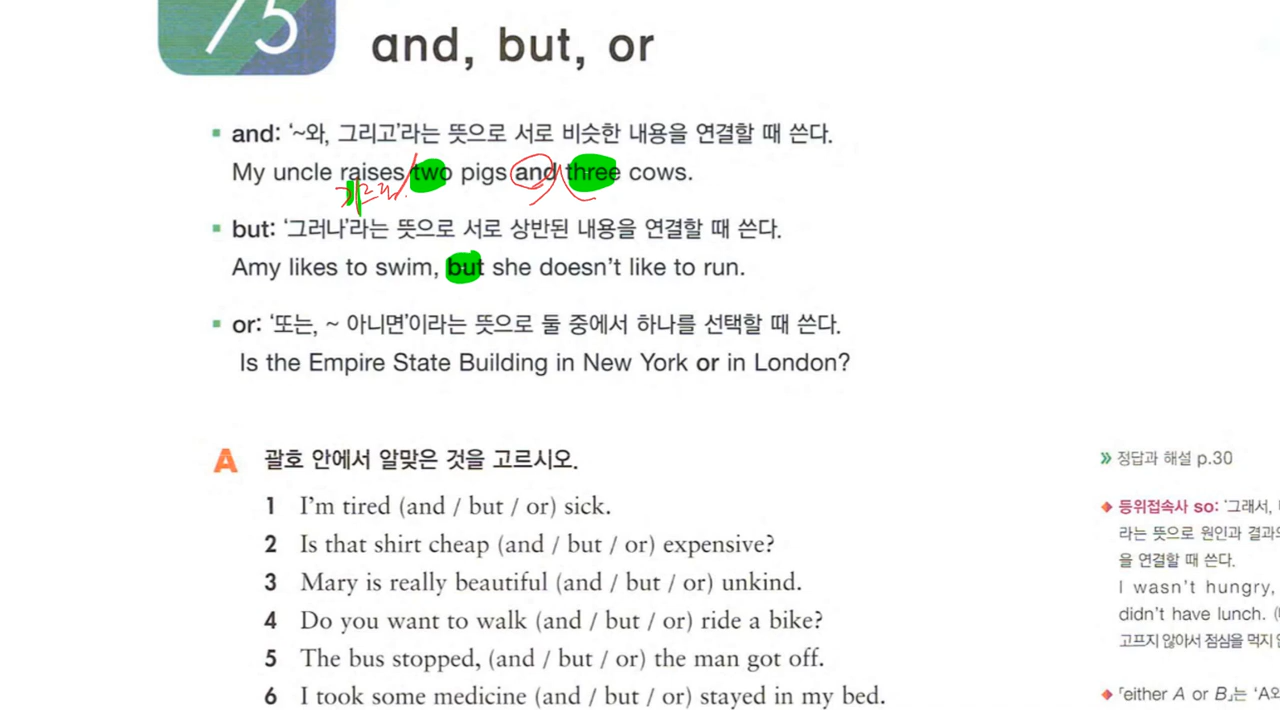 75
and, but, or
and: '~와, 그리고'라는 뜻으로 서로 비슷한 내용을 연결할 때 쓴다.
My uncle raises two pigs and three cows.
but: '그러나'라는 뜻으로 서로 상반된 내용을 연결할 때 쓴다.
Amy likes to swim, but she doesn't like to run.
or: '또는, ~ 아니면'이라는 뜻으로 둘 중에서 하나를 선택할 때 쓴다.
Is the Empire State Building in New York or in London?
A 괄호 안에서 알맞은 것을 고르시오.
1 I'm tired (and / but / or) sick.
2 Is that shirt cheap (and / but / or) expensive?
3 Mary is really beautiful (and / but / or) unkind.
4 Do you want to walk (and / but / or) ride a bike?
5 The bus stopped, (and / but / or) the man got off.
6 I took some medicine (and / but / or) stayed in my bed.
» 정답과 해설 p.30
등위접속사 so: '그래서,
라는 뜻으로 원인과 결과
을 연결할 때 쓴다.
I wasn't hungry,
didn't have lunch.
고프지 않아서 점심을 먹지
「either A or B」는 'A와